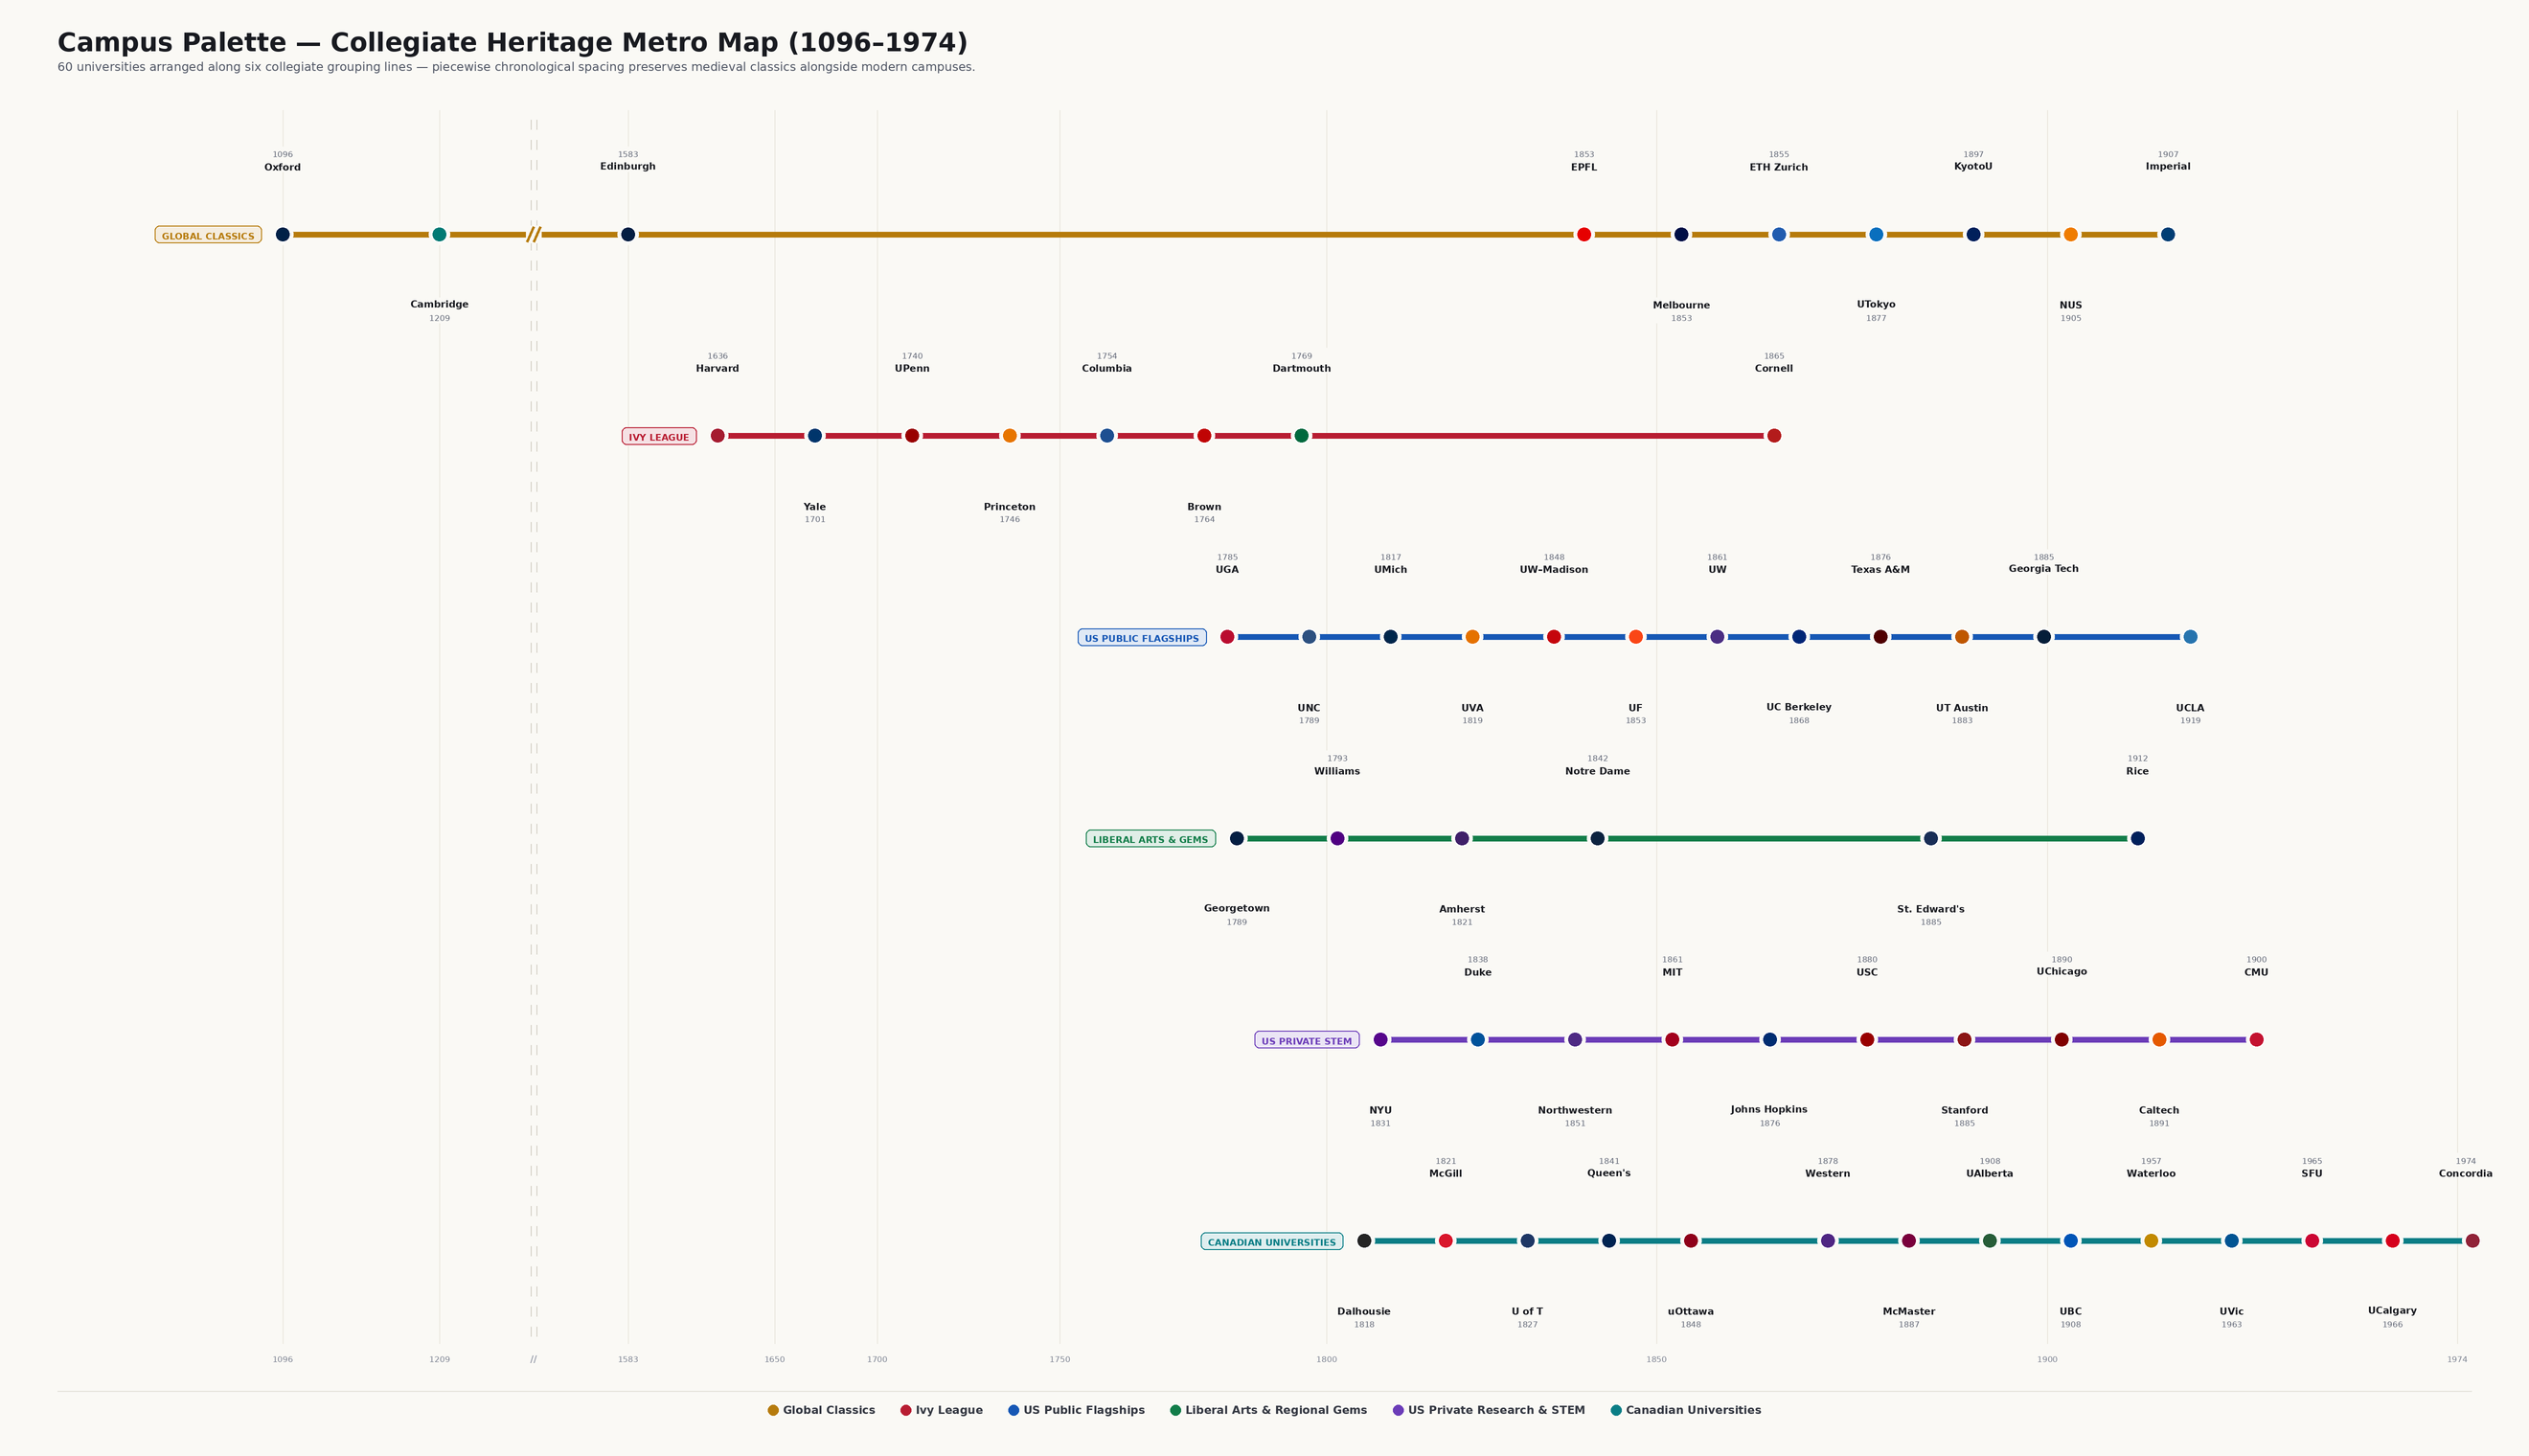 Campus Palette — Collegiate Heritage Metro Map (1096–1974)
60 universities arranged along six collegiate grouping lines — piecewise chronological spacing preserves medieval classics alongside modern campuses.
1096 1583 1853 1855 1897 1907
Oxford Edinburgh EPFL ETH Zurich KyotoU Imperial
GLOBAL CLASSICS //
Cambridge Melbourne UTokyo NUS
1209 1853 1877 1905
1636 1740 1754 1769 1865
Harvard UPenn Columbia Dartmouth Cornell
IVY LEAGUE
Yale Princeton Brown
1701 1746 1764
1785 1817 1848 1861 1876 1885
UGA UMich UW–Madison UW Texas A&M Georgia Tech
US PUBLIC FLAGSHIPS
UNC UVA UF UC Berkeley UT Austin UCLA
1789 1819 1853 1868 1883 1919
1793 1842 1912
Williams Notre Dame Rice
LIBERAL ARTS & GEMS
Georgetown Amherst St. Edward's
1789 1821 1885
1838 1861 1880 1890 1900
Duke MIT USC UChicago CMU
US PRIVATE STEM
NYU Northwestern Johns Hopkins Stanford Caltech
1831 1851 1876 1885 1891
1821 1841 1878 1908 1957 1965 1974
McGill Queen's Western UAlberta Waterloo SFU Concordia
CANADIAN UNIVERSITIES
Dalhousie U of T uOttawa McMaster UBC UVic UCalgary
1818 1827 1848 1887 1908 1963 1966
1096 1209 // 1583 1650 1700 1750 1800 1850 1900 1974
Global Classics Ivy League US Public Flagships Liberal Arts & Regional Gems US Private Research & STEM Canadian Universities